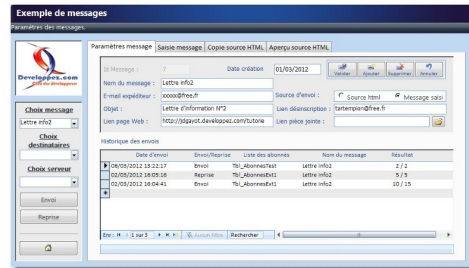 Exemple de messages
Paramètres des messages.
Developpez.com
Club des développeurs
Choix message
Lettre info2
Choix
destinataires
Choix serveur
Envoi
Reprise
Paramètres message Saisie message Copie source HTML Aperçu source HTML
Id Message : 2 Date création 01/03/2012 Valider Ajouter Supprimer Annuler
Nom du message : Lettre info2
E-mail expéditeur : xxxxx@free.fr Source d'envoi : Source html Message saisi
Objet : Lettre d'information N°2 Lien désinscription : tartempion@free.fr
Lien page Web : http://jdgayot.developpez.com/tutore Lien pièce jointe :
Historique des envois
Date d'envoi Envoi/Reprise Liste des abonnés Nom du message Résultat
06/03/2012 15:22:17 Envoi Tbl_AbonnesTest Lettre info2 2 / 2
02/03/2012 16:05:16 Reprise Tbl_AbonnesExt1 Lettre info2 5 / 5
02/03/2012 16:04:41 Envoi Tbl_AbonnesExt1 Lettre info2 10 / 15
Enr : 1 sur 3 Aucun filtre Rechercher